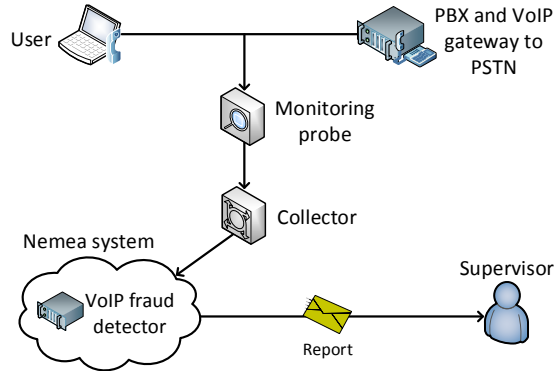 User
PBX and VoIP
gateway to
PSTN
Monitoring
probe
Collector
Nemea system
VoIP fraud
detector
Supervisor
Report